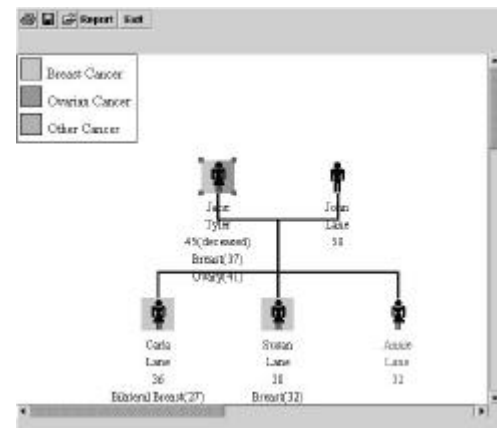 Report Exit
Breast Cancer
Ovarian Cancer
Other Cancer
Jane
Tyler
45(deceased)
Breast(37)
Ovary(41)
John
Lane
Carla
Lane
36
Bilateral Breast(27)
Susan
Lane
Breast(32)
Annie
Lane
32